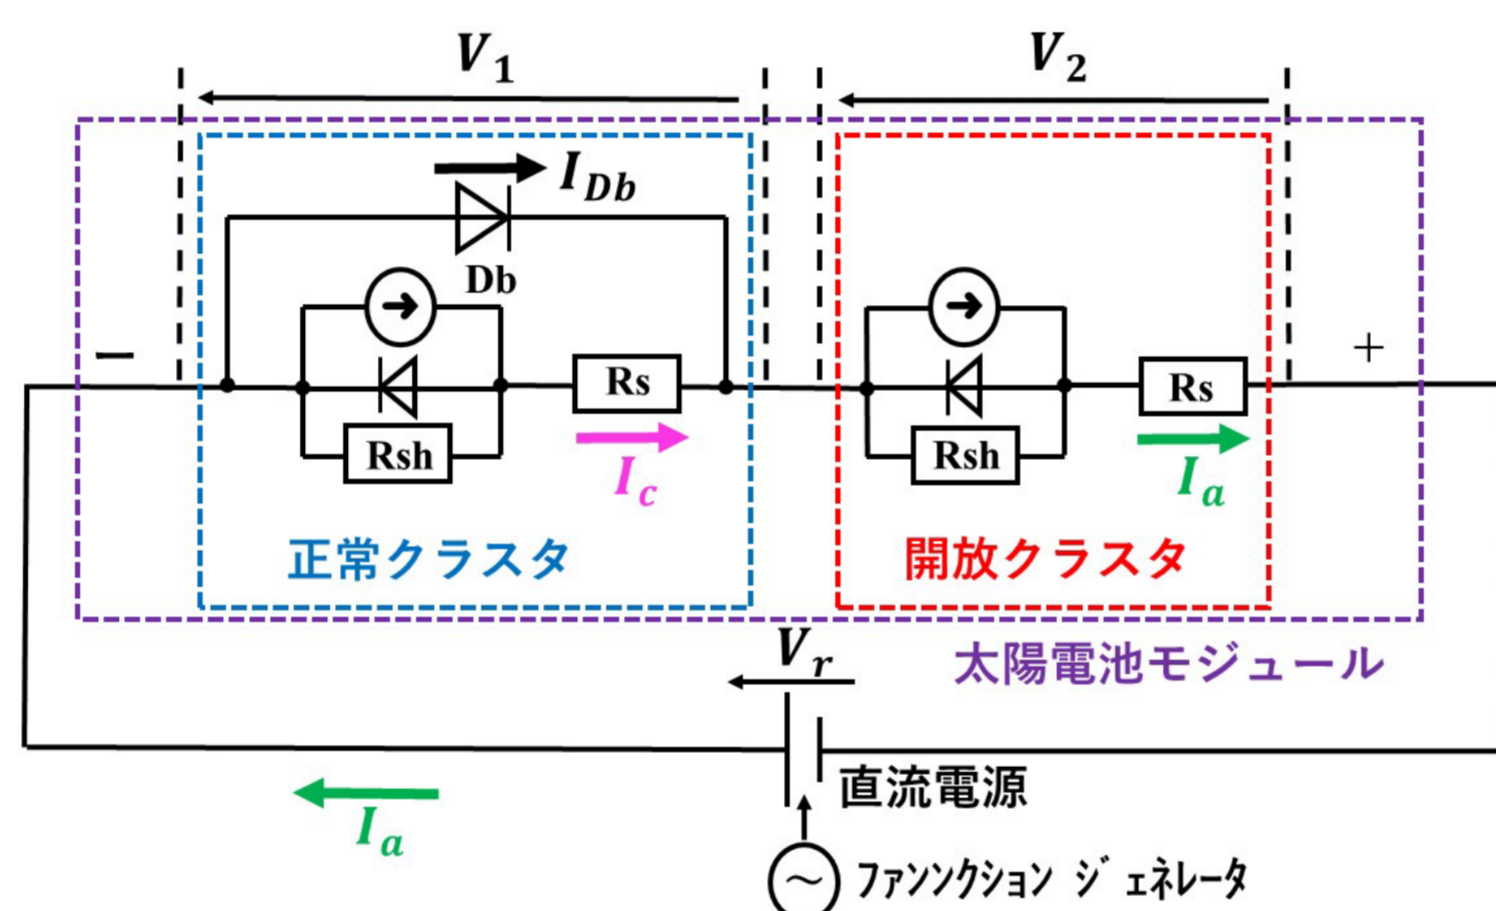 V1
V2
IDb
Db
−
+
Rs
Rs
Rsh
Rsh
Ic
Ia
正常クラスタ
開放クラスタ
太陽電池モジュール
Vr
直流電源
Ia
~
ファンンクション ジェネレータ